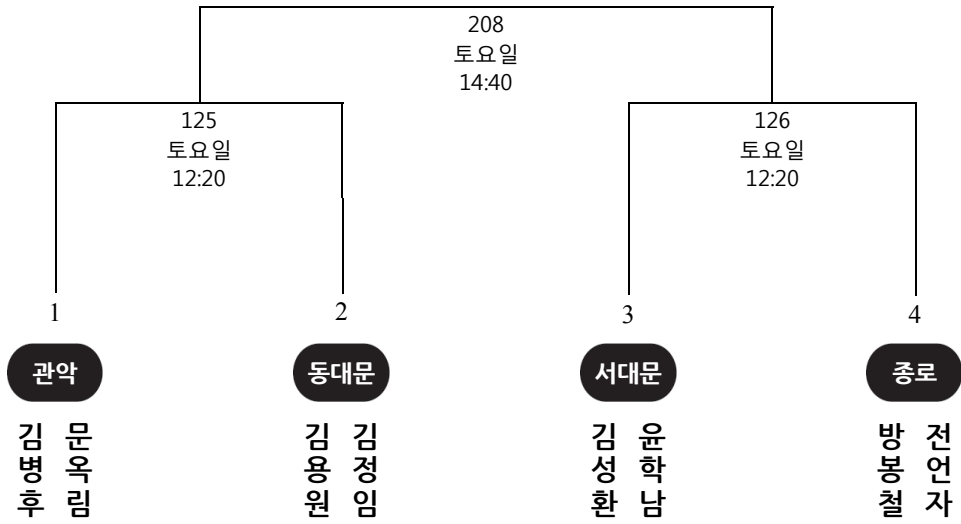 208
토요일
14:40
125
토요일
12:20
126
토요일
12:20
1
2
3
4
관악
동대문
서대문
종로
김병후
문옥림
김용원
김정임
김성환
윤학남
방봉철
전언자